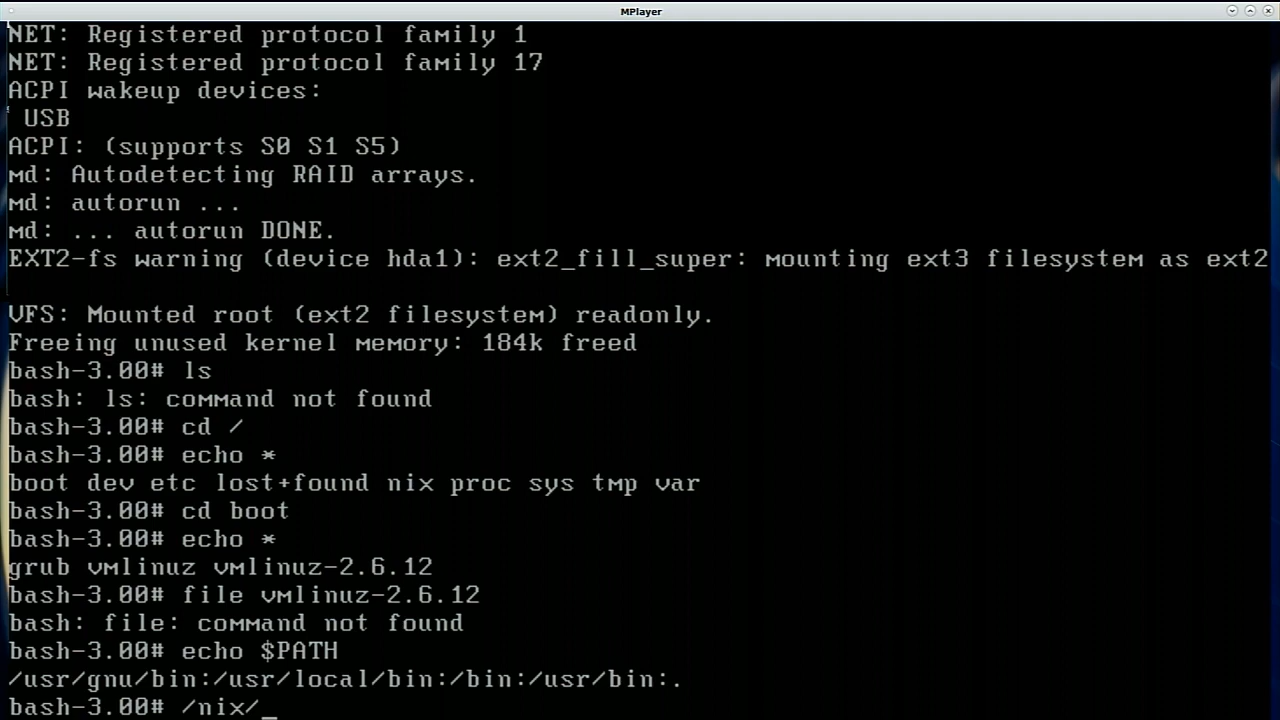 MPlayer
NET: Registered protocol family 1
NET: Registered protocol family 17
ACPI wakeup devices:
 USB
ACPI: (supports S0 S1 S5)
md: Autodetecting RAID arrays.
md: autorun ...
md: ... autorun DONE.
EXT2-fs warning (device hda1): ext2_fill_super: mounting ext3 filesystem as ext2
VFS: Mounted root (ext2 filesystem) readonly.
Freeing unused kernel memory: 184k freed
bash-3.00# ls
bash: ls: command not found
bash-3.00# cd /
bash-3.00# echo *
boot dev etc lost+found nix proc sys tmp var
bash-3.00# cd boot
bash-3.00# echo *
grub vmlinuz vmlinuz-2.6.12
bash-3.00# file vmlinuz-2.6.12
bash: file: command not found
bash-3.00# echo $PATH
/usr/gnu/bin:/usr/local/bin:/bin:/usr/bin:.
bash-3.00# /nix/_